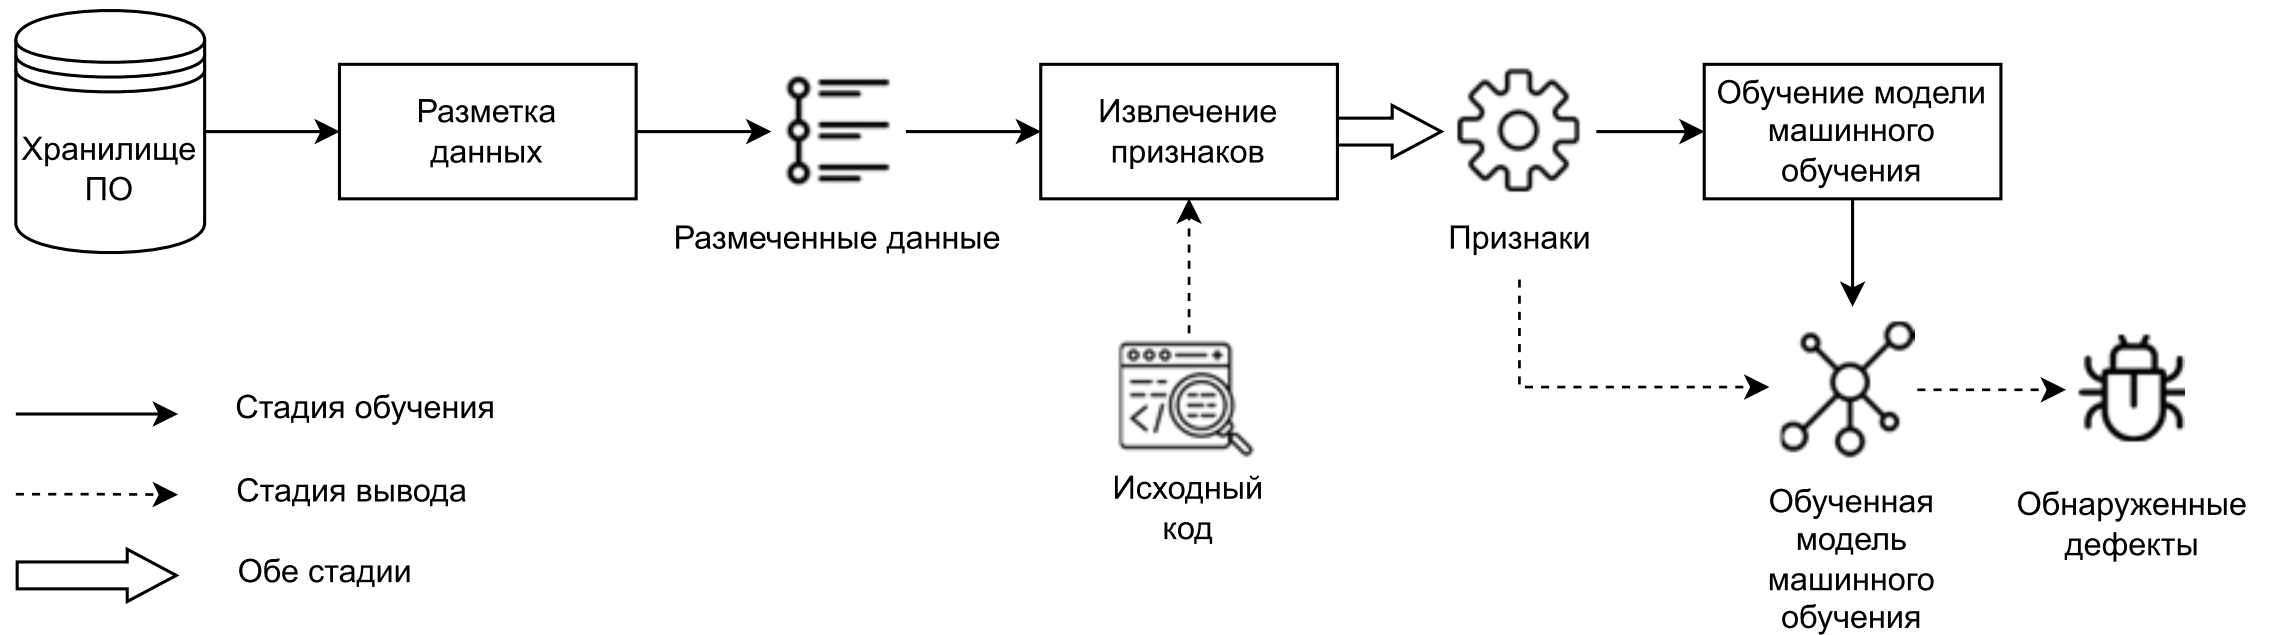 Хранилище
ПО
Разметка
данных
Размеченные данные
Извлечение
признаков
Признаки
Обучение модели
машинного
обучения
Исходный
код
Обученная
модель
машинного
обучения
Обнаруженные
дефекты
Стадия обучения
Стадия вывода
Обе стадии